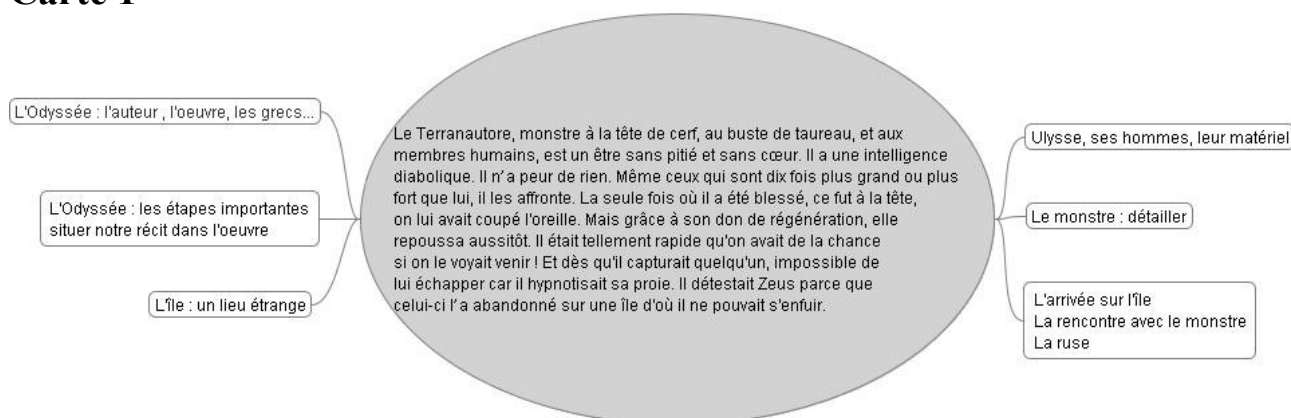 Carte 1
L'Odyssée : l'auteur , l'oeuvre, les grecs...
L'Odyssée : les étapes importantes
situer notre récit dans l'oeuvre
L'île : un lieu étrange
Le Terranautore, monstre à la tête de cerf, au buste de taureau, et aux
membres humains, est un être sans pitié et sans cœur. Il a une intelligence
diabolique. Il n'a peur de rien. Même ceux qui sont dix fois plus grand ou plus
fort que lui, il les affronte. La seule fois où il a été blessé, ce fut à la tête,
on lui avait coupé l'oreille. Mais grâce à son don de régénération, elle
repoussa aussitôt. Il était tellement rapide qu'on avait de la chance
si on le voyait venir ! Et dès qu'il capturait quelqu'un, impossible de
lui échapper car il hypnotisait sa proie. Il détestait Zeus parce que
celui-ci l'a abandonné sur une île d'où il ne pouvait s'enfuir.
Ulysse, ses hommes, leur matériel
Le monstre : détailler
L'arrivée sur l'île
La rencontre avec le monstre
La ruse